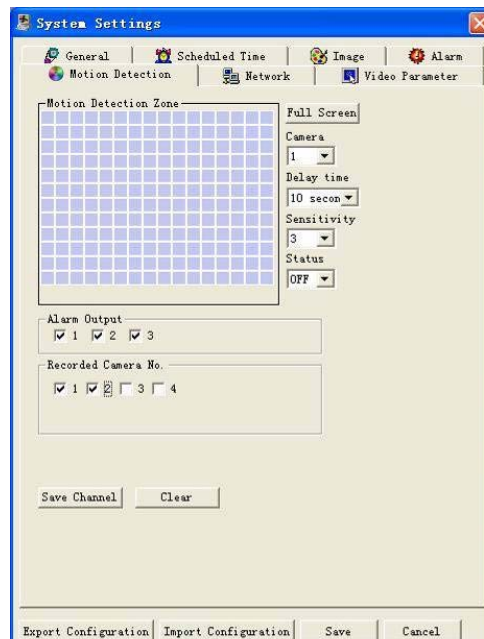 System Settings
General Scheduled Time Image Alarm
Motion Detection Network Video Parameter
Motion Detection Zone
Full Screen
Camera
1
Delay time
10 secon
Sensitivity
3
Status
OFF
Alarm Output
1 2 3
Recorded Camera No.
1 2 3 4
Save Channel Clear
Export Configuration Import Configuration Save Cancel